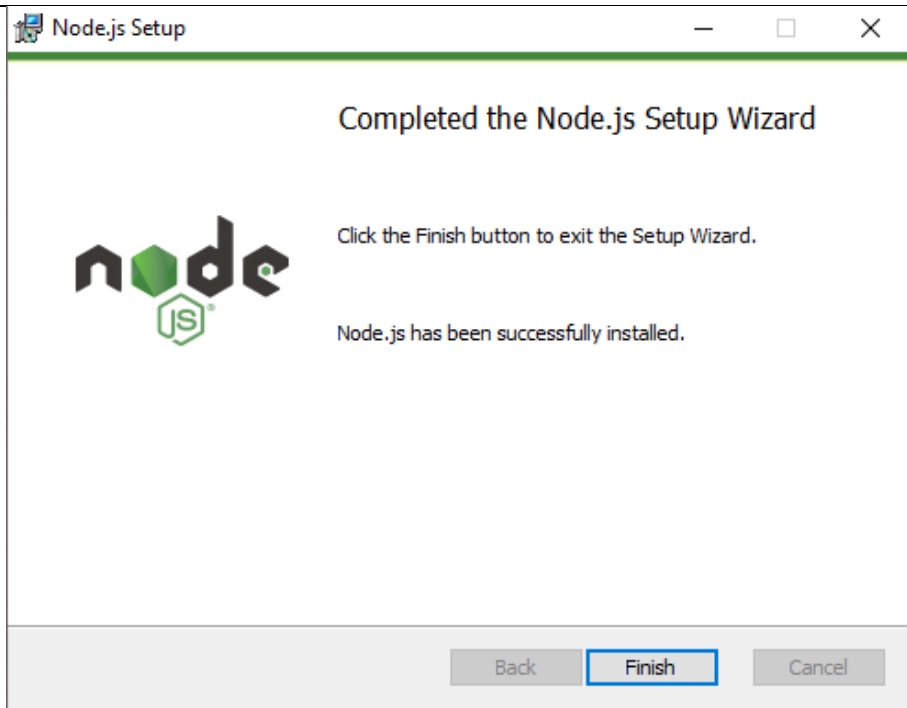 Node.js Setup
Completed the Node.js Setup Wizard
Click the Finish button to exit the Setup Wizard.
node
JS®
Node.js has been successfully installed.
Back
Finish
Cancel